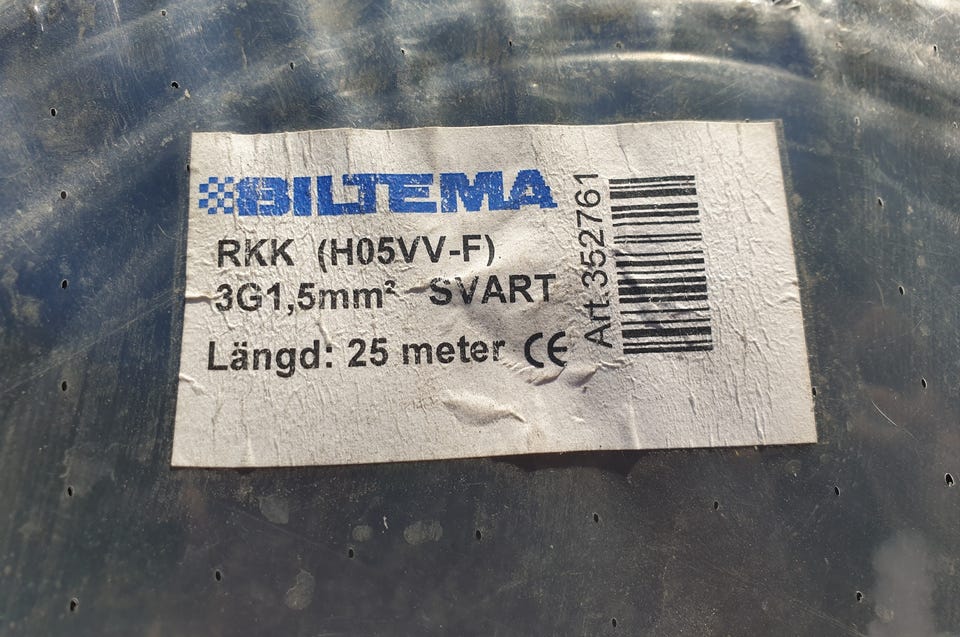 BILTEMA
RKK (H05VV-F)
3G1,5mm² SVART
Längd: 25 meter CE
Art.352761